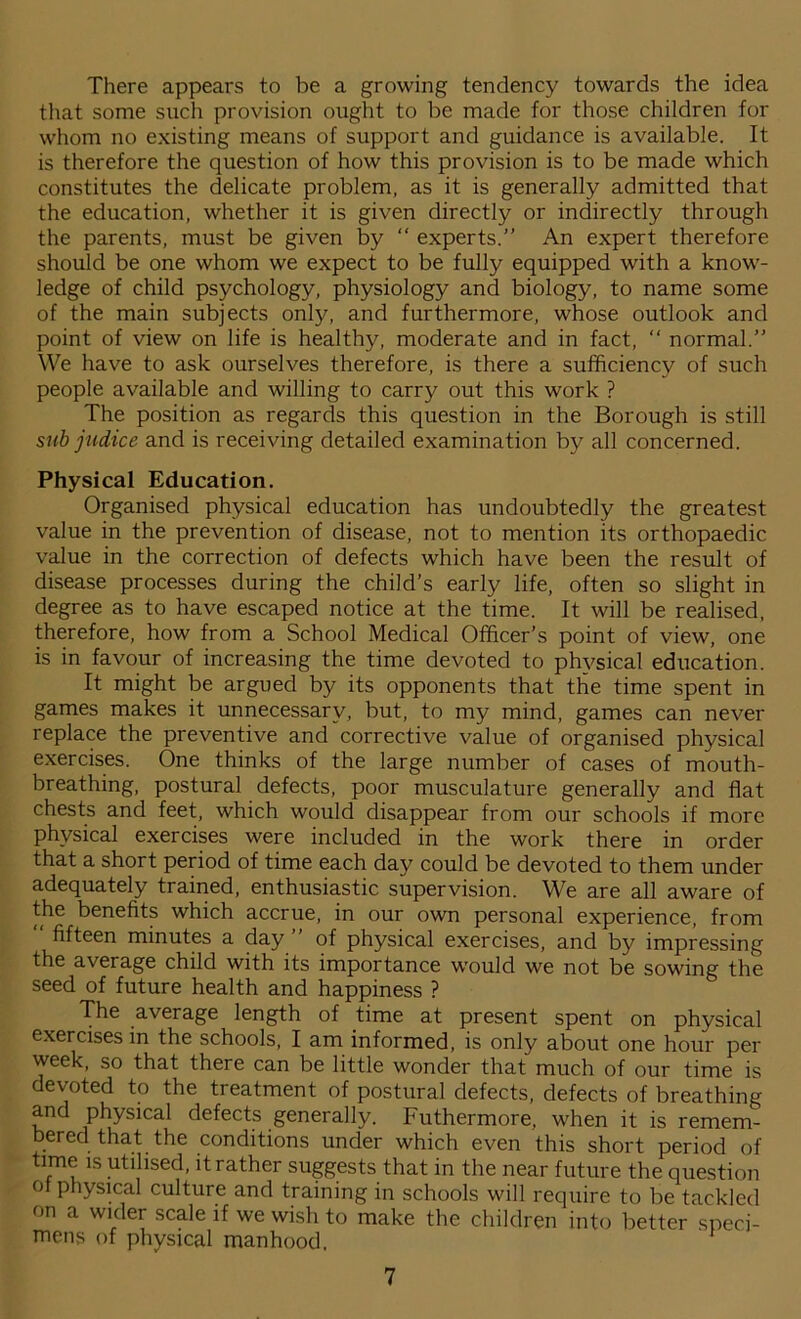 There appears to be a growing tendency towards the idea
that some such provision ought to be made for those children for
whom no existing means of support and guidance is available. It
is therefore the question of how this provision is to be made which
constitutes the delicate problem, as it is generally admitted that
the education, whether it is given directly or indirectly through
the parents, must be given by “ experts.” An expert therefore
should be one whom we expect to be fully equipped with a know-
ledge of child psychology, physiology and biology, to name some
of the main subjects only, and furthermore, whose outlook and
point of view on life is healthy, moderate and in fact, “ normal.”
We have to ask ourselves therefore, is there a sufficiency of such
people available and willing to carry out this work ?
The position as regards this question in the Borough is still
sub judice and is receiving detailed examination by all concerned.
Physical Education.
Organised physical education has undoubtedly the greatest
value in the prevention of disease, not to mention its orthopaedic
value in the correction of defects which have been the result of
disease processes during the child’s early life, often so slight in
degree as to have escaped notice at the time. It will be realised,
therefore, how from a School Medical Officer’s point of view, one
is in favour of increasing the time devoted to physical education.
It might be argued by its opponents that the time spent in
games makes it unnecessary, but, to my mind, games can never
replace the preventive and corrective value of organised physical
exercises. One thinks of the large number of cases of mouth-
breathing, postural defects, poor musculature generally and flat
chests and feet, which would disappear from our schools if more
physical exercises were included in the work there in order
that a short period of time each day could be devoted to them under
adequately trained, enthusiastic supervision. We are all aware of
the benefits which accrue, in our own personal experience, from
“ fifteen minutes a day ” of physical exercises, and by impressing
the average child with its importance would we not be sowing the
seed of future health and happiness ?
The average length of time at present spent on physical
exercises in the schools, I am informed, is only about one hour per
week, so that there can be little wonder that much of our time is
devoted to the treatment of postural defects, defects of breathing
and physical defects generally. Futhermore, when it is remem-
bered that the conditions under which even this short period of
time is utilised, it rather suggests that in the near future the question
of physical culture and training in schools will require to be tackled
on a wider scale if we wish to make the children into better speci-
mens of physical manhood.
7